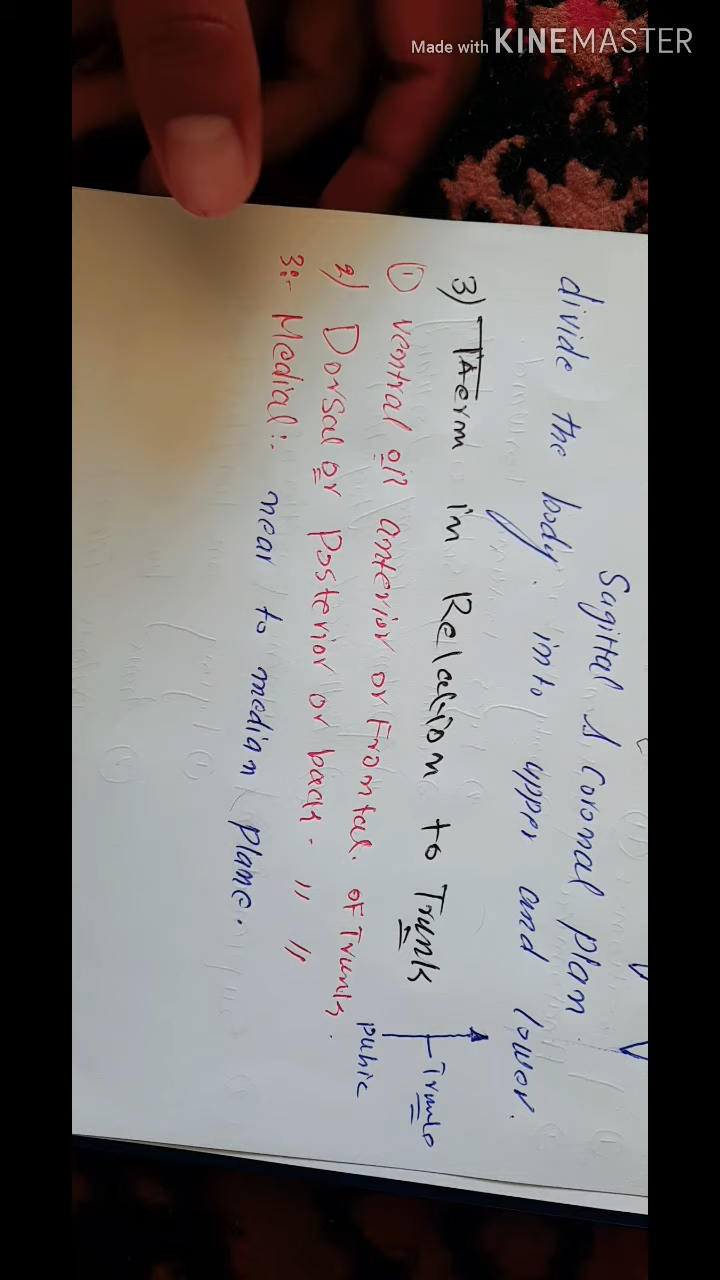 Made with KINEMASTER
Sagittal & Coronal plan
divide the body. into upper and lower.
3) Term in Relation to Trunk
Trunk
pubic
① ventral or anterior or Frontal. of Trunk.
2) Dorsal or Posterior or back. " "
3:- Medial:- near to median plane.